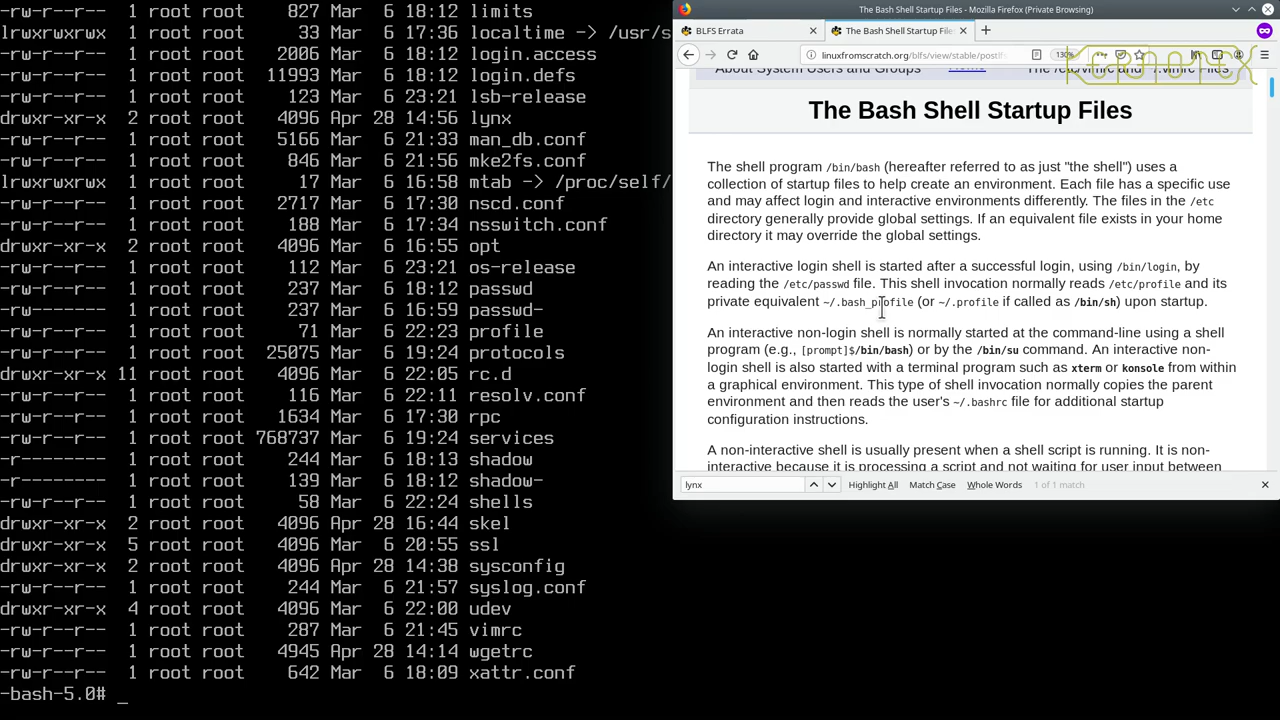 -rw-r--r-- 1 root root 827 Mar 6 18:12 limits
lrwxrwxrwx 1 root root 33 Mar 6 17:36 localtime -> /usr/s
-rw-r--r-- 1 root root 2006 Mar 6 18:12 login.access
-rw-r--r-- 1 root root 11993 Mar 6 18:12 login.defs
-rw-r--r-- 1 root root 123 Mar 6 23:21 lsb-release
drwxr-xr-x 2 root root 4096 Apr 28 14:56 lynx
-rw-r--r-- 1 root root 5166 Mar 6 21:33 man_db.conf
-rw-r--r-- 1 root root 846 Mar 6 21:56 mke2fs.conf
lrwxrwxrwx 1 root root 17 Mar 6 16:58 mtab -> /proc/self/
-rw-r--r-- 1 root root 2717 Mar 6 17:30 nscd.conf
-rw-r--r-- 1 root root 188 Mar 6 17:34 nsswitch.conf
drwxr-xr-x 2 root root 4096 Mar 6 16:55 opt
-rw-r--r-- 1 root root 112 Mar 6 23:21 os-release
-rw-r--r-- 1 root root 237 Mar 6 18:12 passwd
-rw-r--r-- 1 root root 237 Mar 6 16:59 passwd-
-rw-r--r-- 1 root root 71 Mar 6 22:23 profile
-rw-r--r-- 1 root root 25075 Mar 6 19:24 protocols
drwxr-xr-x 11 root root 4096 Mar 6 22:05 rc.d
-rw-r--r-- 1 root root 116 Mar 6 22:11 resolv.conf
-rw-r--r-- 1 root root 1634 Mar 6 17:30 rpc
-rw-r--r-- 1 root root 768737 Mar 6 19:24 services
-r-------- 1 root root 244 Mar 6 18:13 shadow
-r-------- 1 root root 139 Mar 6 18:12 shadow-
-rw-r--r-- 1 root root 58 Mar 6 22:24 shells
drwxr-xr-x 2 root root 4096 Apr 28 16:44 skel
drwxr-xr-x 5 root root 4096 Mar 6 20:55 ssl
drwxr-xr-x 2 root root 4096 Apr 28 14:38 sysconfig
-rw-r--r-- 1 root root 244 Mar 6 21:57 syslog.conf
drwxr-xr-x 4 root root 4096 Mar 6 22:00 udev
-rw-r--r-- 1 root root 287 Mar 6 21:45 vimrc
-rw-r--r-- 1 root root 4945 Apr 28 14:14 wgetrc
-rw-r--r-- 1 root root 642 Mar 6 18:09 xattr.conf
-bash-5.0# _
The Bash Shell Startup Files - Mozilla Firefox (Private Browsing)
BLFS Errata
The Bash Shell Startup File
linuxfromscratch.org/blfs/view/stable/postlf
130%
About System Users and Groups
Home
The /etc/vimrc and ~/.vimrc Files
The Bash Shell Startup Files
The shell program /bin/bash (hereafter referred to as just "the shell") uses a
collection of startup files to help create an environment. Each file has a specific use
and may affect login and interactive environments differently. The files in the /etc
directory generally provide global settings. If an equivalent file exists in your home
directory it may override the global settings.
An interactive login shell is started after a successful login, using /bin/login, by
reading the /etc/passwd file. This shell invocation normally reads /etc/profile and its
private equivalent ~/.bash_profile (or ~/.profile if called as /bin/sh) upon startup.
An interactive non-login shell is normally started at the command-line using a shell
program (e.g., [prompt]$/bin/bash) or by the /bin/su command. An interactive non-
login shell is also started with a terminal program such as xterm or konsole from within
a graphical environment. This type of shell invocation normally copies the parent
environment and then reads the user's ~/.bashrc file for additional startup
configuration instructions.
A non-interactive shell is usually present when a shell script is running. It is non-
interactive because it is processing a script and not waiting for user input between
lynx
Highlight All
Match Case
Whole Words
1 of 1 match